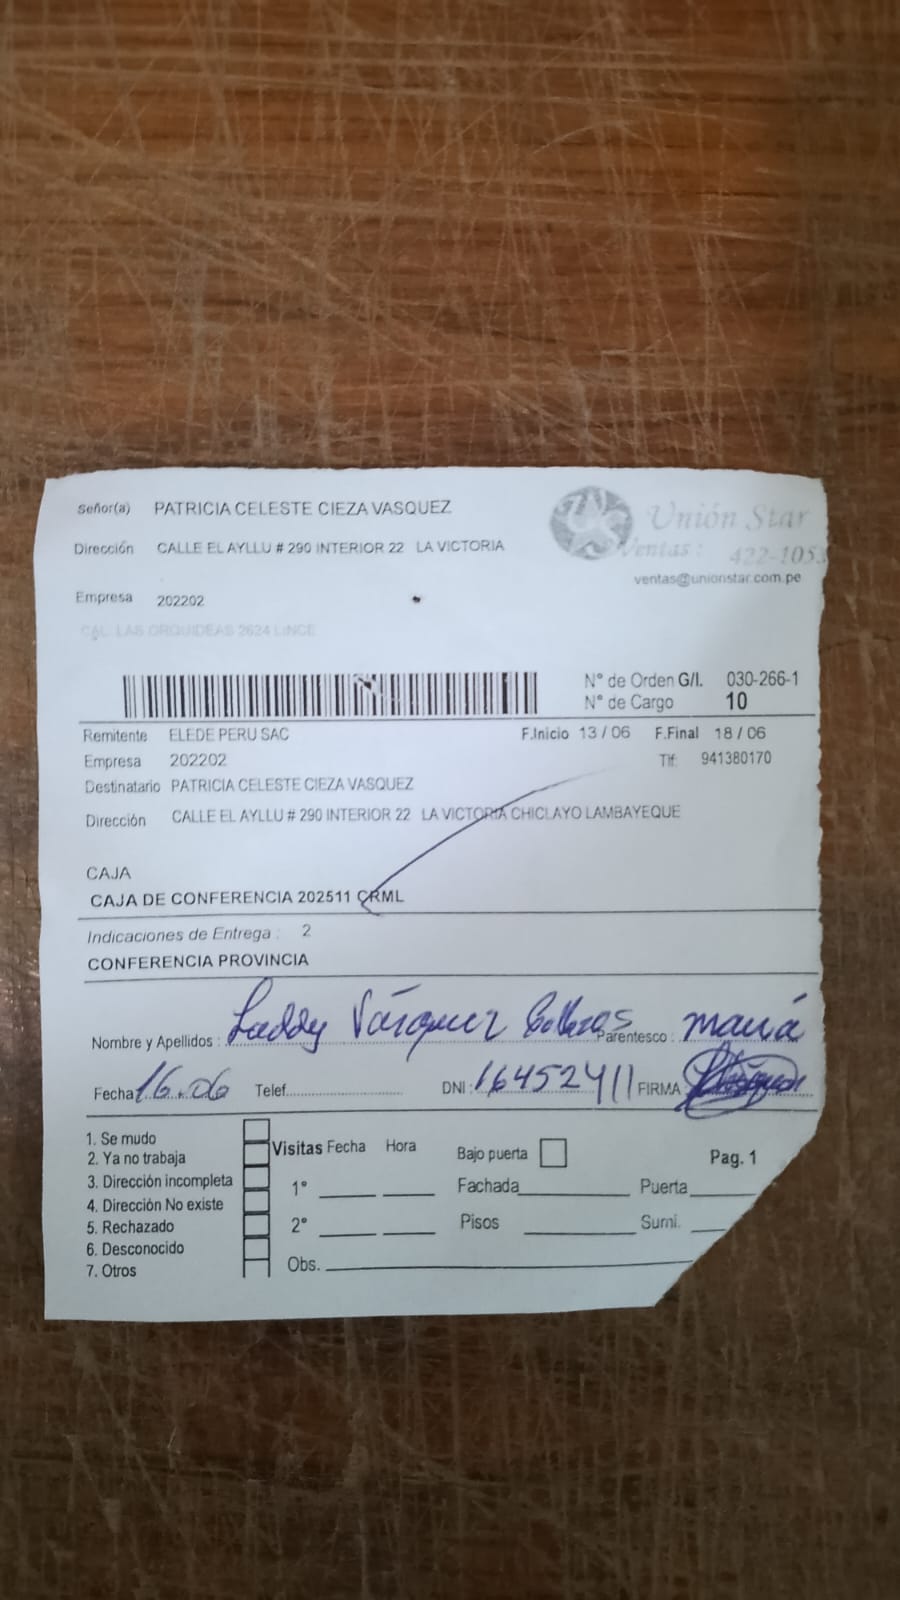 Señor(a) PATRICIA CELESTE CIEZA VASQUEZ
Unión Star
Dirección CALLE EL AYLLU # 290 INTERIOR 22 LA VICTORIA
Ventas : 422-1053
ventas@unionstar.com.pe
Empresa 202202
CAL. LAS ORQUIDEAS 2624 LINCE
N° de Orden G/I. 030-266-1
N° de Cargo 10
Remitente ELEDE PERU SAC F.Inicio 13 / 06 F.Final 18 / 06
Empresa 202202 Tlf: 941380170
Destinatario PATRICIA CELESTE CIEZA VASQUEZ
Dirección CALLE EL AYLLU # 290 INTERIOR 22 LA VICTORIA CHICLAYO LAMBAYEQUE
CAJA
CAJA DE CONFERENCIA 202511 CRML
Indicaciones de Entrega : 2
CONFERENCIA PROVINCIA
Nombre y Apellidos : Laddy Vásquez Parentesco : mamá
Fecha 16.06 Telef. DNI : 16452411 FIRMA
1. Se mudo
2. Ya no trabaja
3. Dirección incompleta
4. Dirección No existe
5. Rechazado
6. Desconocido
7. Otros
Visitas Fecha Hora
1°
2°
Obs.
Bajo puerta
Fachada Puerta
Pisos Sumi.
Pag. 1